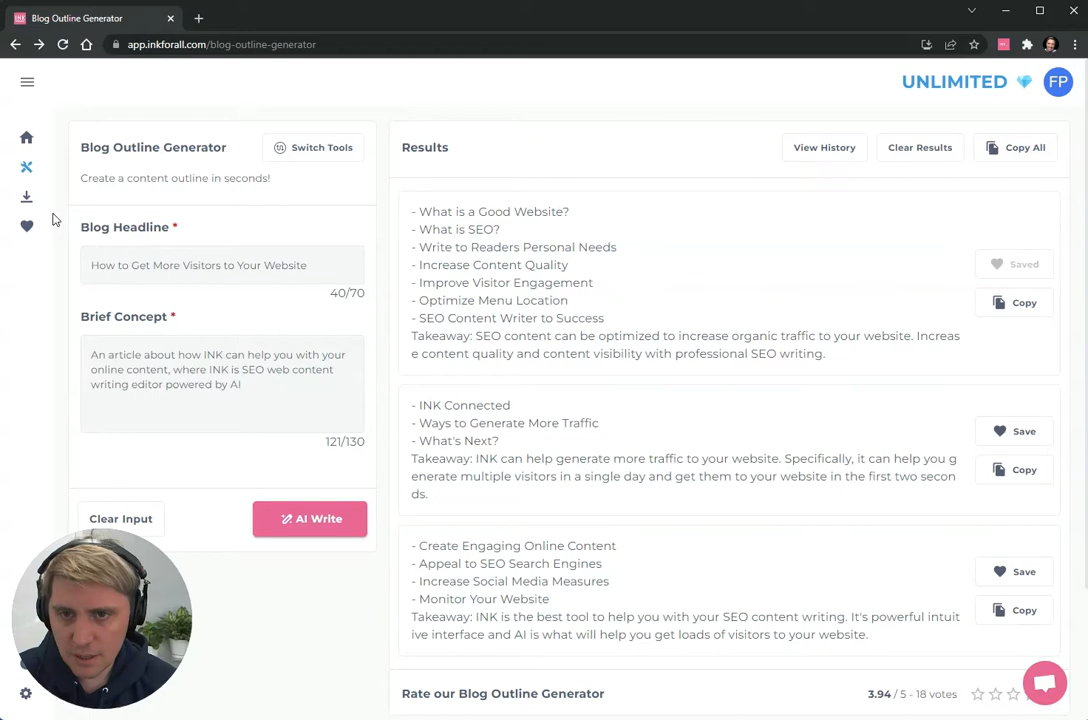 Blog Outline Generator
app.inkforall.com/blog-outline-generator
UNLIMITED
FP
Blog Outline Generator
Switch Tools
Create a content outline in seconds!
Blog Headline *
How to Get More Visitors to Your Website
40/70
Brief Concept *
An article about how INK can help you with your
online content, where INK is SEO web content
writing editor powered by AI
121/130
Clear Input
AI Write
Results
View History
Clear Results
Copy All
- What is a Good Website?
- What is SEO?
- Write to Readers Personal Needs
- Increase Content Quality
- Improve Visitor Engagement
- Optimize Menu Location
- SEO Content Writer to Success
Takeaway: SEO content can be optimized to increase organic traffic to your website. Increas
e content quality and content visibility with professional SEO writing.
Saved
Copy
- INK Connected
- Ways to Generate More Traffic
- What's Next?
Takeaway: INK can help generate more traffic to your website. Specifically, it can help you g
enerate multiple visitors in a single day and get them to your website in the first two secon
ds.
Save
Copy
- Create Engaging Online Content
- Appeal to SEO Search Engines
- Increase Social Media Measures
- Monitor Your Website
Takeaway: INK is the best tool to help you with your SEO content writing. It's powerful intuit
ive interface and AI is what will help you get loads of visitors to your website.
Save
Copy
Rate our Blog Outline Generator
3.94 / 5 - 18 votes